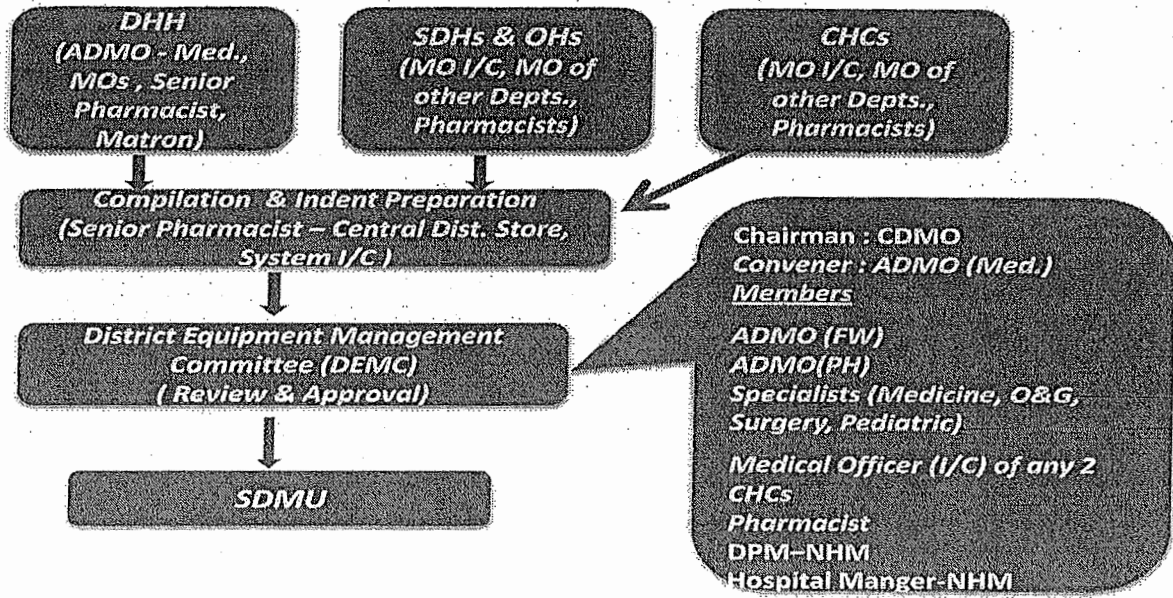 DHH
(ADMO - Med.,
MOs , Senior
Pharmacist,
Matron)
SDHs & OHs
(MO I/C, MO of
other Depts.,
Pharmacists)
CHCs
(MO I/C, MO of
other Depts.,
Pharmacists)
Compilation & Indent Preparation
(Senior Pharmacist – Central Dist. Store,
System I/C )
District Equipment Management
Committee (DEMC)
( Review & Approval)
SDMU
Chairman : CDMO
Convener : ADMO (Med.)
Members
ADMO (FW)
ADMO(PH)
Specialists (Medicine, O&G,
Surgery, Pediatric)
Medical Officer (I/C) of any 2
CHCs
Pharmacist
DPM–NHM
Hospital Manger-NHM